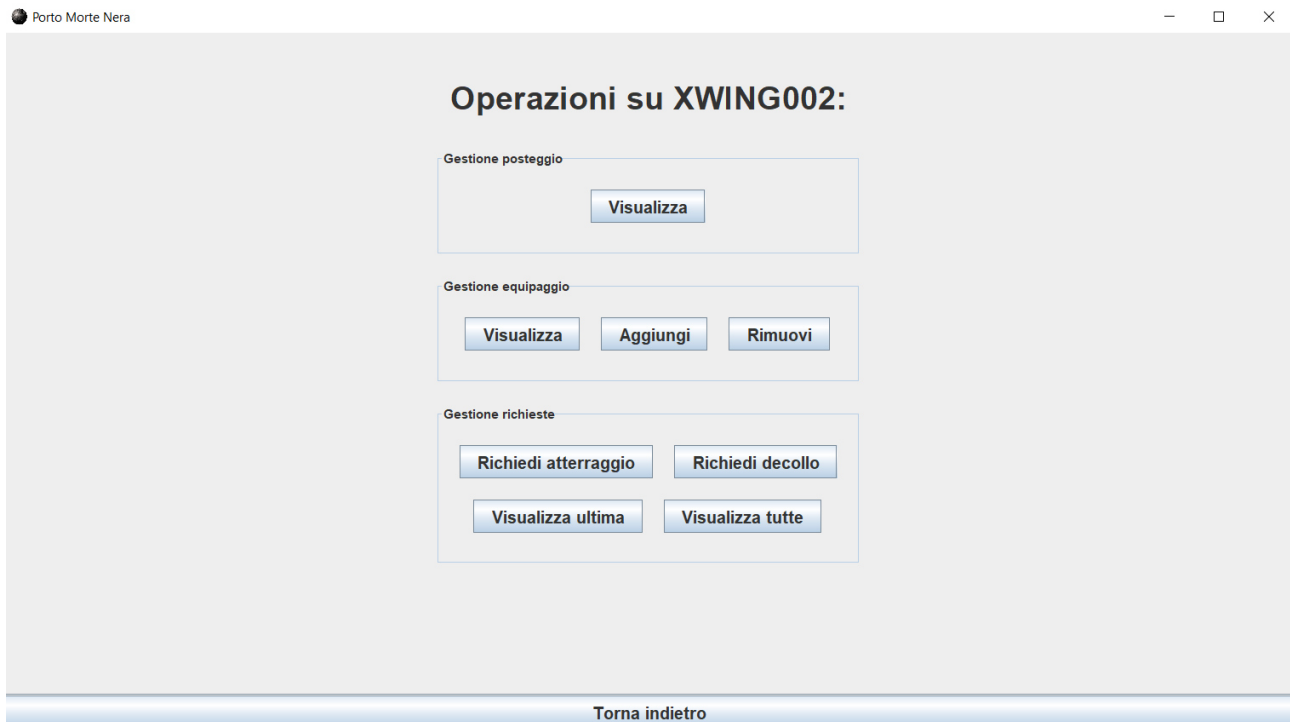 Porto Morte Nera
Operazioni su XWING002:
Gestione posteggio
Visualizza
Gestione equipaggio
Visualizza Aggiungi Rimuovi
Gestione richieste
Richiedi atterraggio Richiedi decollo
Visualizza ultima Visualizza tutte
Torna indietro